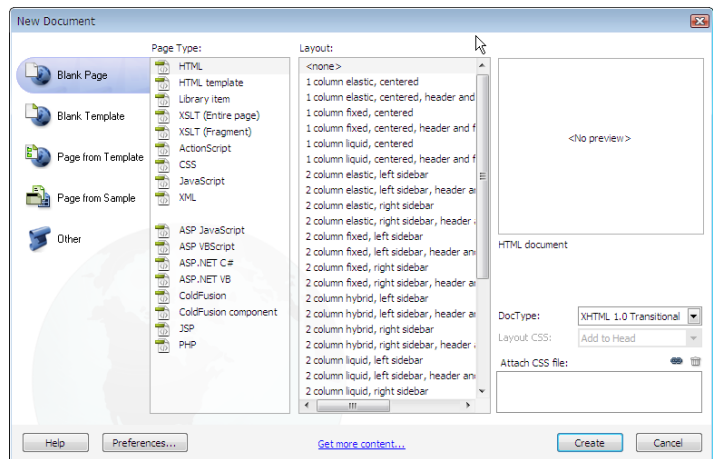 New Document
Page Type:
Layout:
Blank Page
Blank Template
Page from Template
Page from Sample
Other
HTML
HTML template
Library item
XSLT (Entire page)
XSLT (Fragment)
ActionScript
CSS
JavaScript
XML
ASP JavaScript
ASP VBScript
ASP.NET C#
ASP.NET VB
ColdFusion
ColdFusion component
JSP
PHP
<none>
1 column elastic, centered
1 column elastic, centered, header and
1 column fixed, centered
1 column fixed, centered, header and f
1 column liquid, centered
1 column liquid, centered, header and f
2 column elastic, left sidebar
2 column elastic, left sidebar, header a
2 column elastic, right sidebar
2 column elastic, right sidebar, header
2 column fixed, left sidebar
2 column fixed, left sidebar, header an
2 column fixed, right sidebar
2 column fixed, right sidebar, header a
2 column hybrid, left sidebar
2 column hybrid, left sidebar, header a
2 column hybrid, right sidebar
2 column hybrid, right sidebar, header
2 column liquid, left sidebar
2 column liquid, left sidebar, header an
2 column liquid, right sidebar
<No preview>
HTML document
DocType:
XHTML 1.0 Transitional
Layout CSS:
Add to Head
Attach CSS file:
Help
Preferences...
Get more content...
Create
Cancel